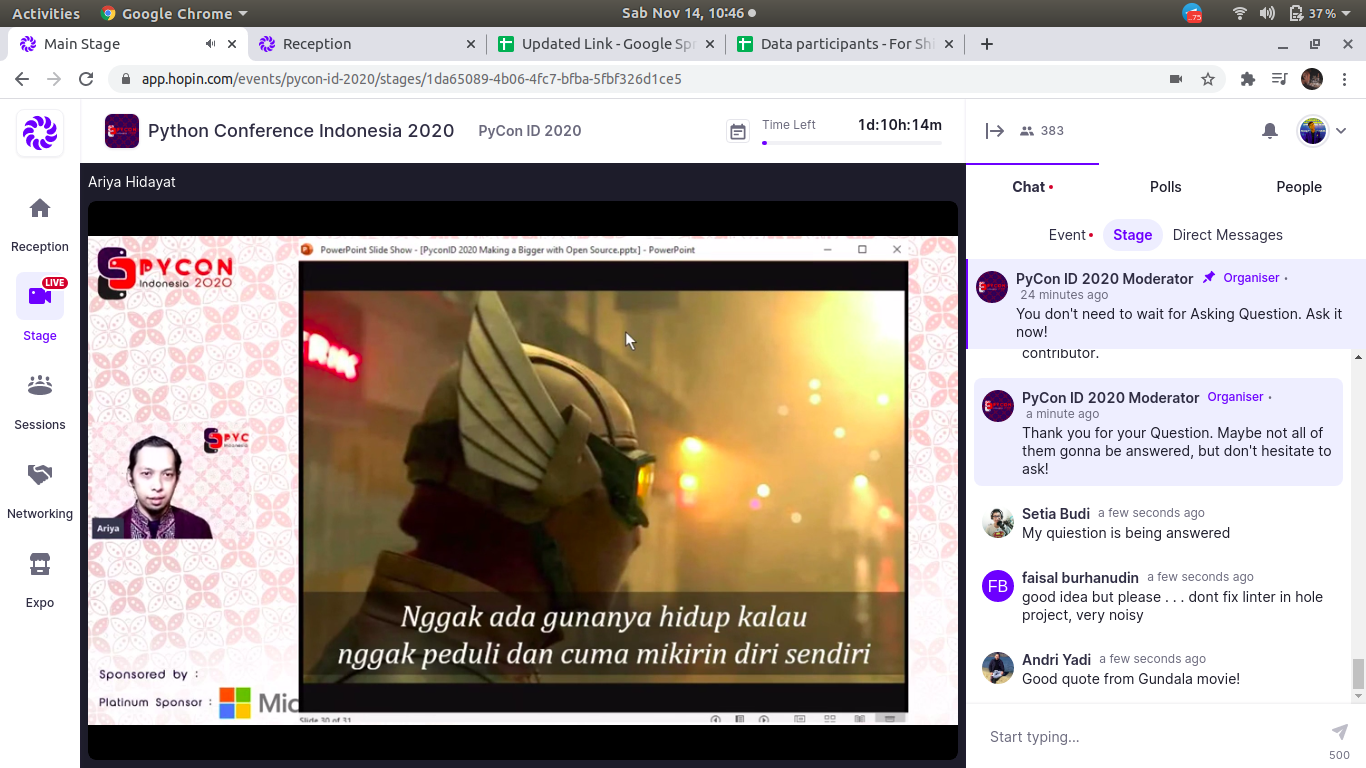 Activities
Google Chrome
Sab Nov 14, 10:46
75
37 %
Main Stage
Reception
Updated Link - Google Spr
Data participants - For Shi
app.hopin.com/events/pycon-id-2020/stages/1da65089-4b06-4fc7-bfba-5fbf326d1ce5
Python Conference Indonesia 2020
PyCon ID 2020
Time Left
1d:10h:14m
383
Reception
LIVE
Stage
Sessions
Networking
Expo
Ariya Hidayat
PYCON
Indonesia 2020
PowerPoint Slide Show - [PyconID 2020 Making a Bigger with Open Source.pptx] - PowerPoint
PYC
Ariya
Nggak ada gunanya hidup kalau
nggak peduli dan cuma mikirin diri sendiri
Sponsored by :
Platinum Sponsor :
Mic
Slide 30 of 31
Chat
Polls
People
Event
Stage
Direct Messages
PyCon ID 2020 Moderator
Organiser
24 minutes ago
You don't need to wait for Asking Question. Ask it
now!
contributor.
PyCon ID 2020 Moderator
Organiser
a minute ago
Thank you for your Question. Maybe not all of
them gonna be answered, but don't hesitate to
ask!
Setia Budi a few seconds ago
My quiestion is being answered
FB
faisal burhanudin a few seconds ago
good idea but please . . . dont fix linter in hole
project, very noisy
Andri Yadi a few seconds ago
Good quote from Gundala movie!
Start typing...
500